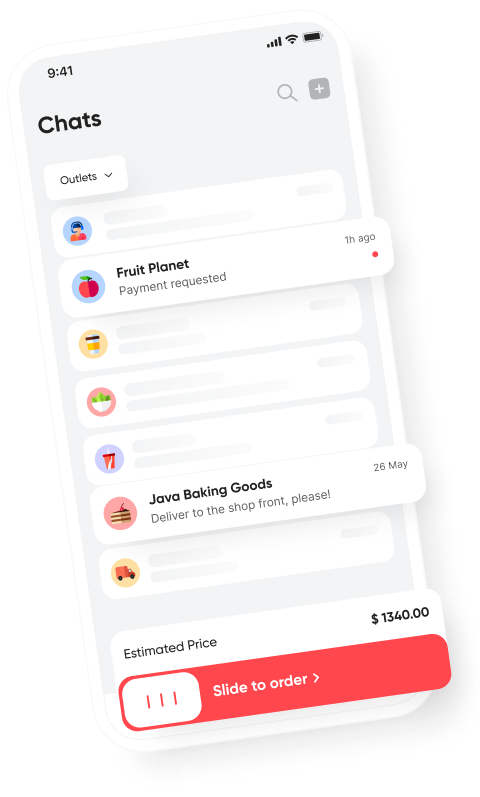 9:41
Chats
Outlets
Fruit Planet
1h ago
Payment requested
Java Baking Goods
26 May
Deliver to the shop front, please!
Estimated Price
$ 1340.00
Slide to order